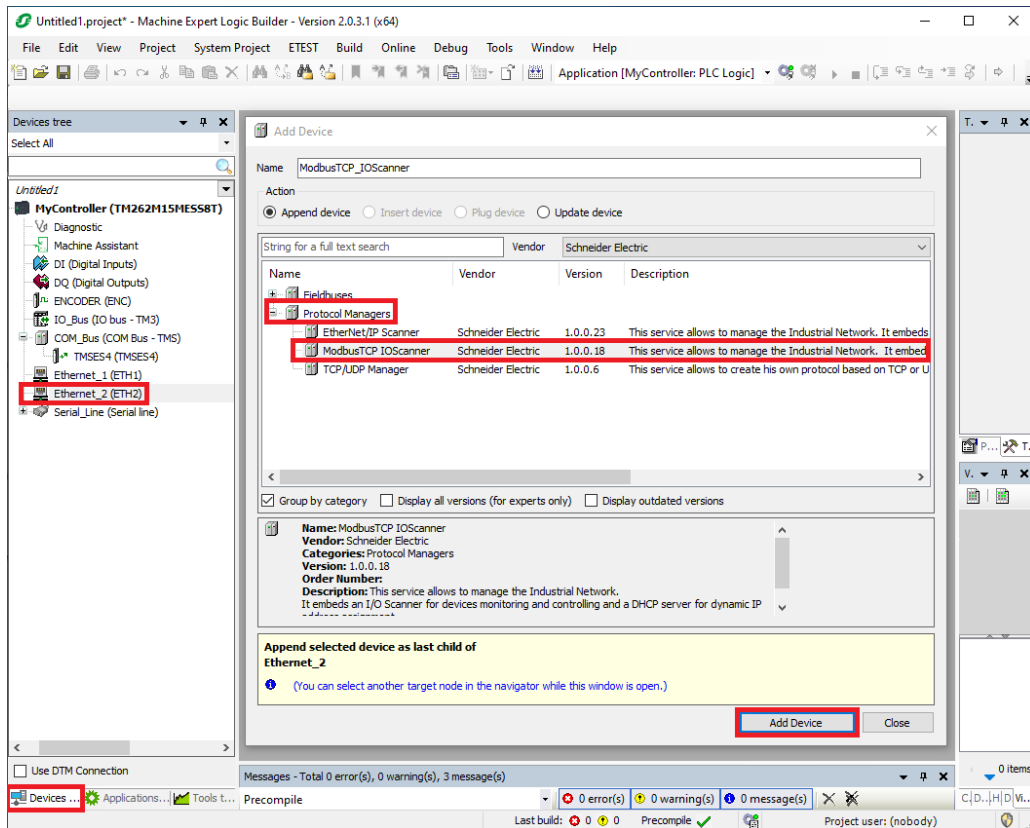 Untitled1.project* - Machine Expert Logic Builder - Version 2.0.3.1 (x64)
File Edit View Project System Project ETEST Build Online Debug Tools Window Help
Application [MyController: PLC Logic]
Devices tree
Select All
Untitled1
MyController (TM262M15MESS8T)
Diagnostic
Machine Assistant
DI (Digital Inputs)
DQ (Digital Outputs)
ENCODER (ENC)
IO_Bus (IO bus - TM3)
COM_Bus (COM Bus - TMS)
TMSES4 (TMSES4)
Ethernet_1 (ETH1)
Ethernet_2 (ETH2)
Serial_Line (Serial line)
Use DTM Connection
Devices ... Applications... Tools t...
Add Device
Name ModbusTCP_IOScanner
Action
Append device Insert device Plug device Update device
String for a full text search Vendor Schneider Electric
Name Vendor Version Description
Fieldbuses
Protocol Managers
EtherNet/IP Scanner Schneider Electric 1.0.0.23 This service allows to manage the Industrial Network. It embeds
ModbusTCP IOScanner Schneider Electric 1.0.0.18 This service allows to manage the Industrial Network. It embed
TCP/UDP Manager Schneider Electric 1.0.0.6 This service allows to create his own protocol based on TCP or U
Group by category Display all versions (for experts only) Display outdated versions
Name: ModbusTCP IOScanner
Vendor: Schneider Electric
Categories: Protocol Managers
Version: 1.0.0.18
Order Number:
Description: This service allows to manage the Industrial Network.
It embeds an I/O Scanner for devices monitoring and controlling and a DHCP server for dynamic IP
Append selected device as last child of
Ethernet_2
(You can select another target node in the navigator while this window is open.)
Add Device Close
T.
P... T.
V.
0 items
C. D... H D Vi...
Messages - Total 0 error(s), 0 warning(s), 3 message(s)
Precompile 0 error(s) 0 warning(s) 0 message(s)
Last build: 0 0 Precompile Project user: (nobody)